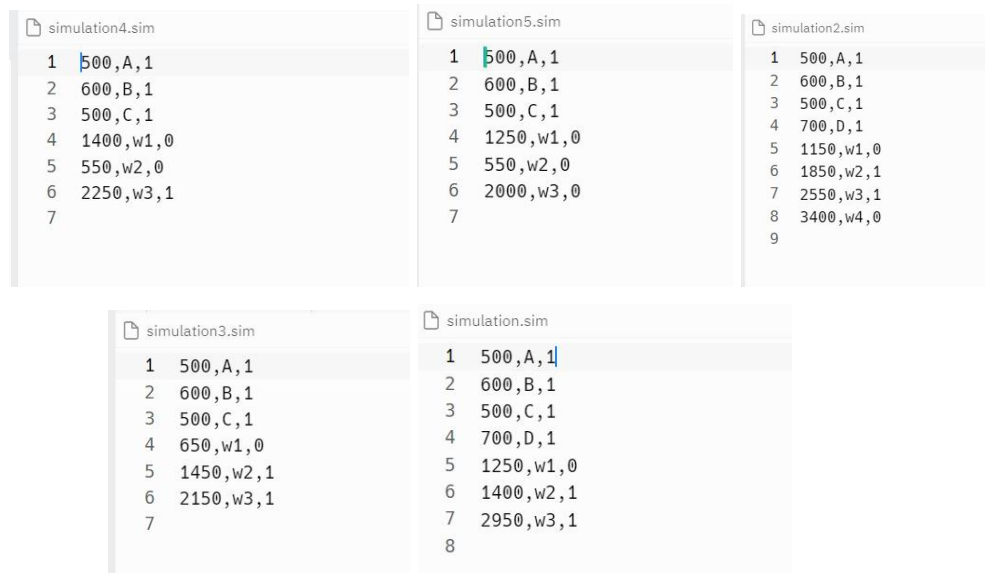 simulation4.sim
1 500,A,1
2 600,B,1
3 500,C,1
4 1400,w1,0
5 550,w2,0
6 2250,w3,1
7
simulation5.sim
1 500,A,1
2 600,B,1
3 500,C,1
4 1250,w1,0
5 550,w2,0
6 2000,w3,0
7
simulation2.sim
1 500,A,1
2 600,B,1
3 500,C,1
4 700,D,1
5 1150,w1,0
6 1850,w2,1
7 2550,w3,1
8 3400,w4,0
9
simulation3.sim
1 500,A,1
2 600,B,1
3 500,C,1
4 650,w1,0
5 1450,w2,1
6 2150,w3,1
7
simulation.sim
1 500,A,1
2 600,B,1
3 500,C,1
4 700,D,1
5 1250,w1,0
6 1400,w2,1
7 2950,w3,1
8